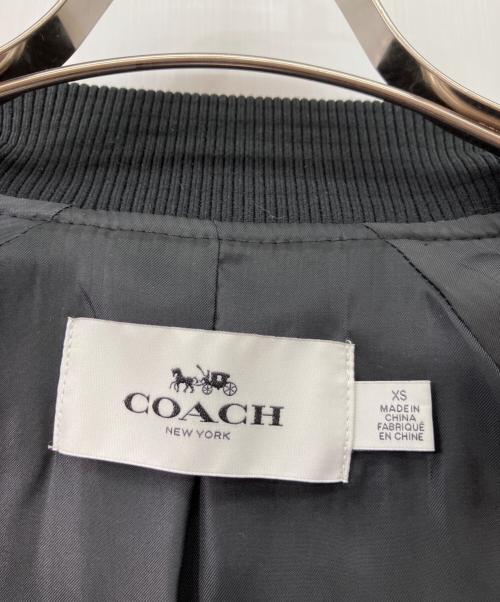 COACH
NEW YORK
XS
MADE IN
CHINA
FABRIQUÉ
EN CHINE